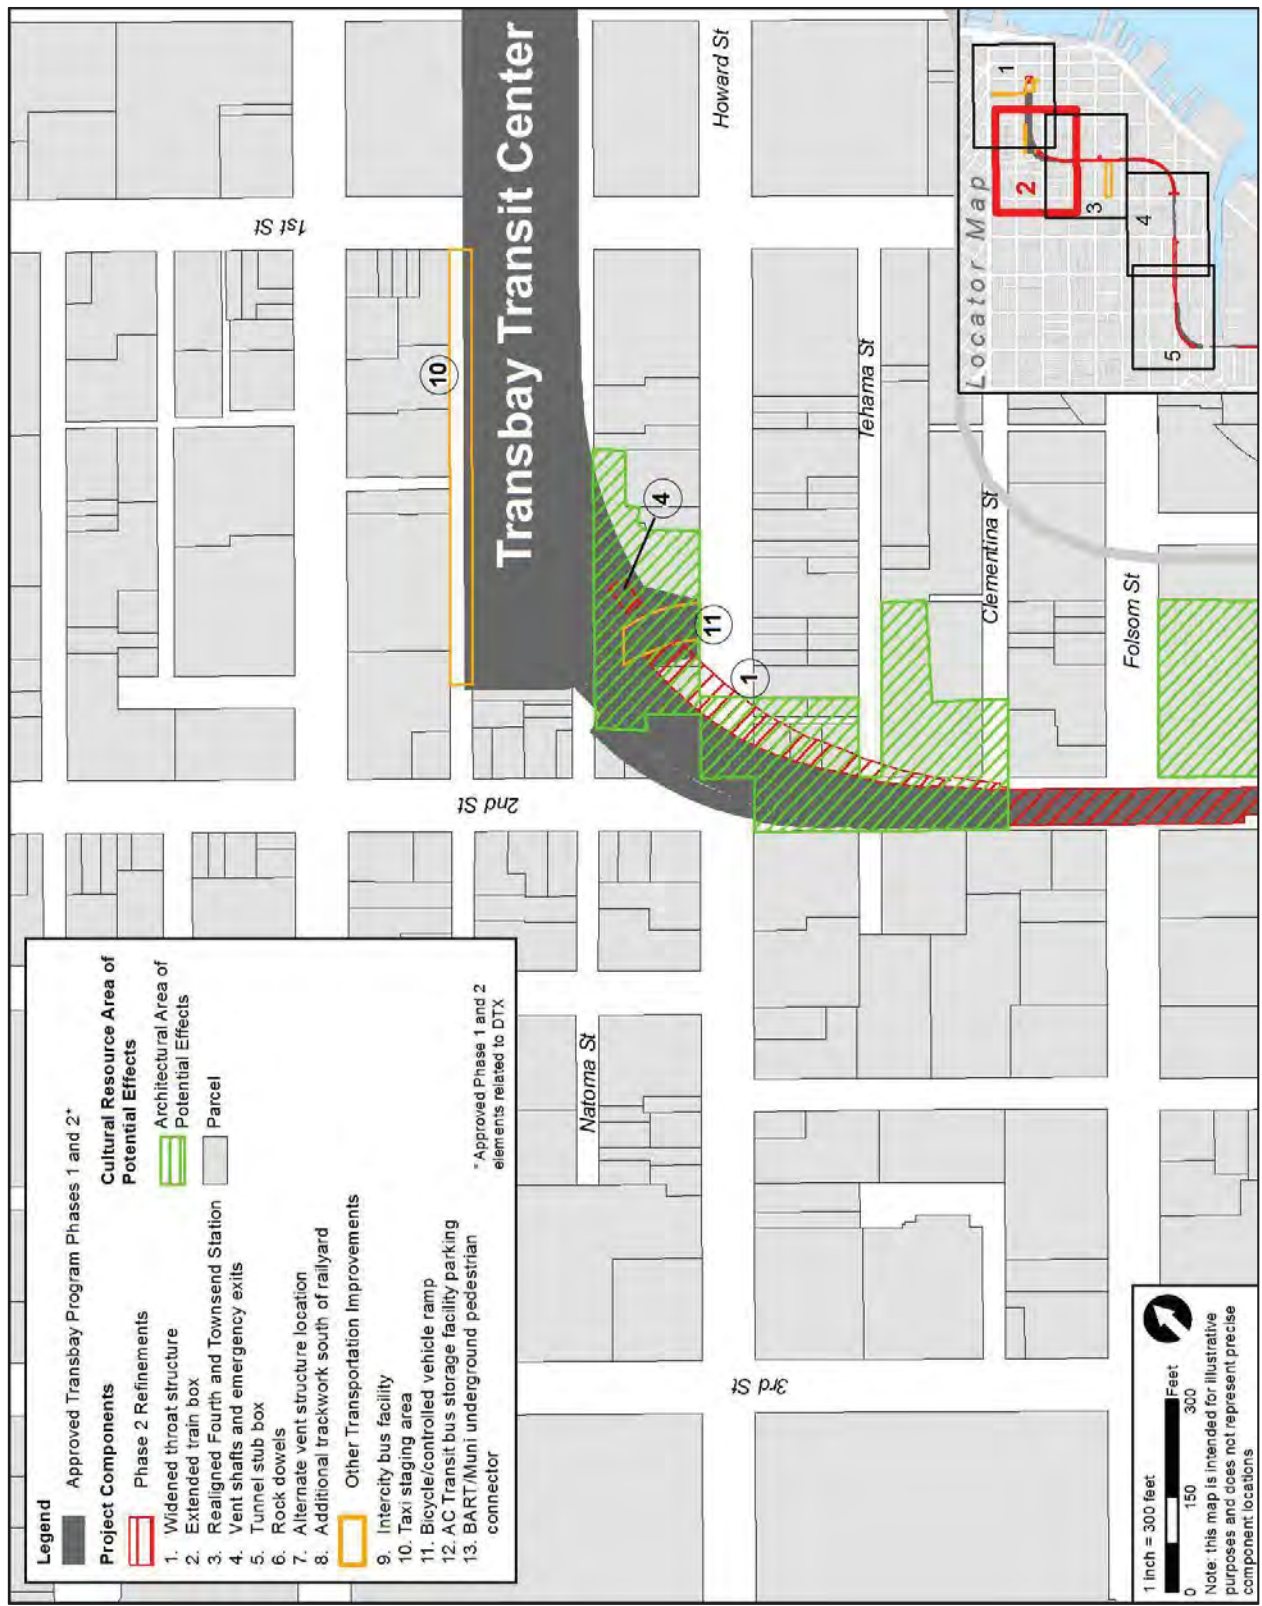 Legend
Approved Transbay Program Phases 1 and 2*
Project Components
Phase 2 Refinements
1. Widened throat structure
2. Extended train box
3. Realigned Fourth and Townsend Station
4. Vent shafts and emergency exits
5. Tunnel stub box
6. Rock dowels
7. Alternate vent structure location
8. Additional trackwork south of railyard
Other Transportation Improvements
9. Intercity bus facility
10. Taxi staging area
11. Bicycle/controlled vehicle ramp
12. AC Transit bus storage facility parking
13. BART/Muni underground pedestrian
connector
Cultural Resource Area of
Potential Effects
Architectural Area of
Potential Effects
Parcel
* Approved Phase 1 and 2
elements related to DTX
1st St
2nd St
3rd St
Transbay Transit Center
Natoma St
Howard St
Tehama St
Clementina St
Folsom St
10
4
11
1
Locator Map
1
2
3
4
5
1 inch = 300 feet
0 150 300
Feet
Note: this map is intended for illustrative
purposes and does not represent precise
component locations